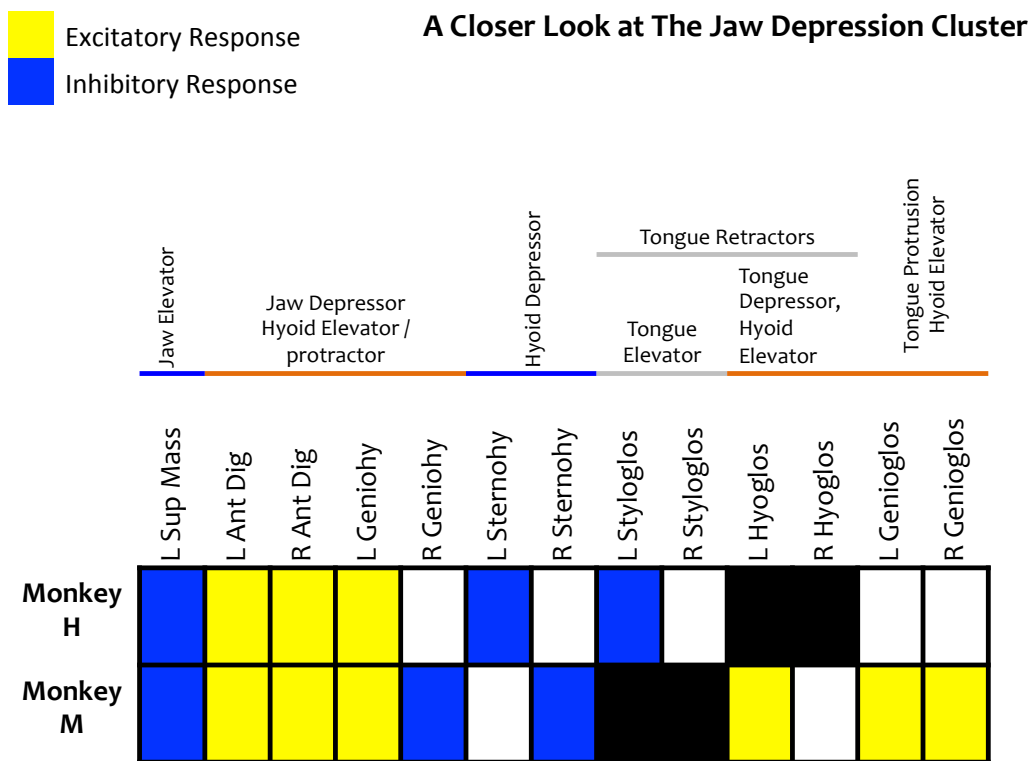 A Closer Look at The Jaw Depression Cluster
Excitatory Response
Inhibitory Response
Jaw Elevator
Jaw Depressor
Hyoid Elevator /
protractor
Hyoid Depressor
Tongue Retractors
Tongue
Elevator
Tongue
Depressor,
Hyoid
Elevator
Tongue Protrusion
Hyoid Elevator
L Sup Mass
L Ant Dig
R Ant Dig
L Geniohy
R Geniohy
L Sternohy
R Sternohy
L Styloglos
R Styloglos
L Hyoglos
R Hyoglos
L Genioglos
R Genioglos
Monkey
H
Monkey
M